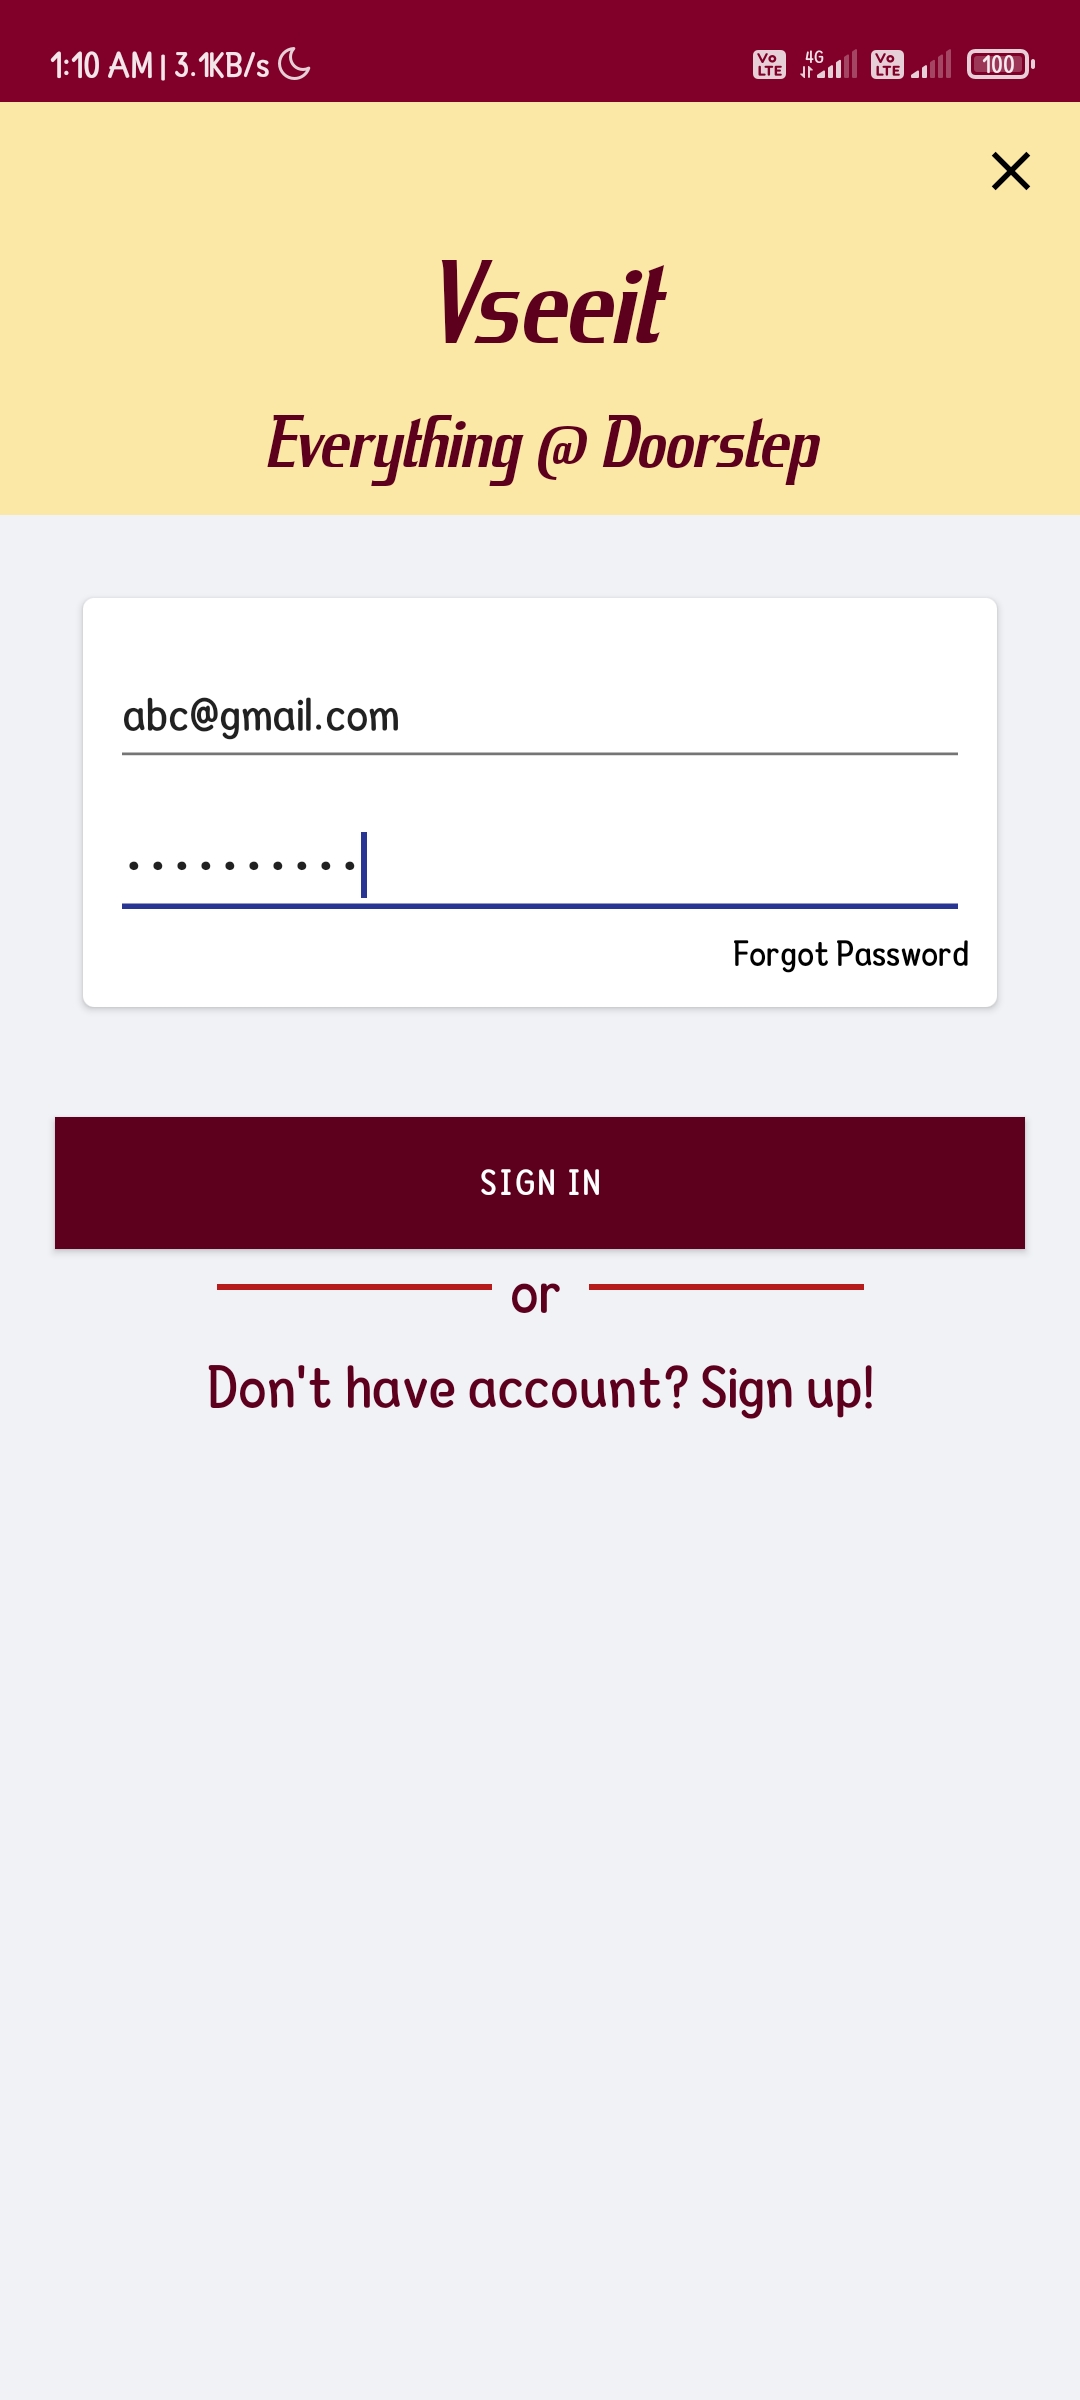 1:10 AM | 3.1KB/s
Vo LTE 4G Vo LTE 100
Vseeit
Everything @ Doorstep
abc@gmail.com
••••••••••
Forgot Password
SIGN IN
or
Don't have account? Sign up!